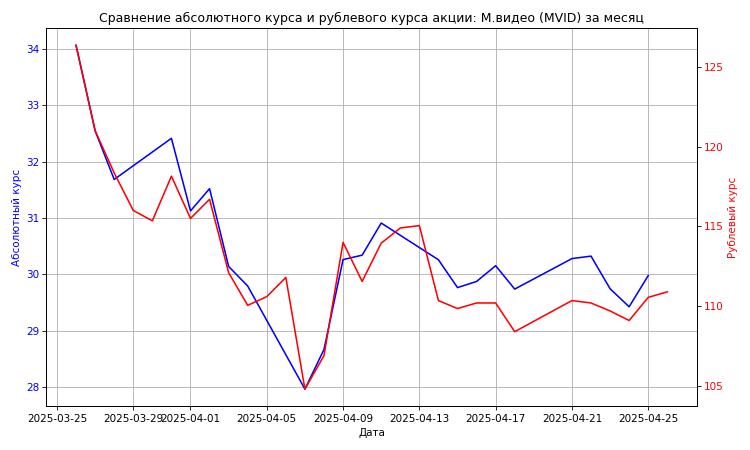 Сравнение абсолютного курса и рублевого курса акции: М.видео (MVID) за месяц
Абсолютный курс
34
33
32
31
30
29
28
125
120
115
110
105
Рублевый курс
2025-03-25 2025-03-29 2025-04-01 2025-04-05 2025-04-09 2025-04-13 2025-04-17 2025-04-21 2025-04-25
Дата